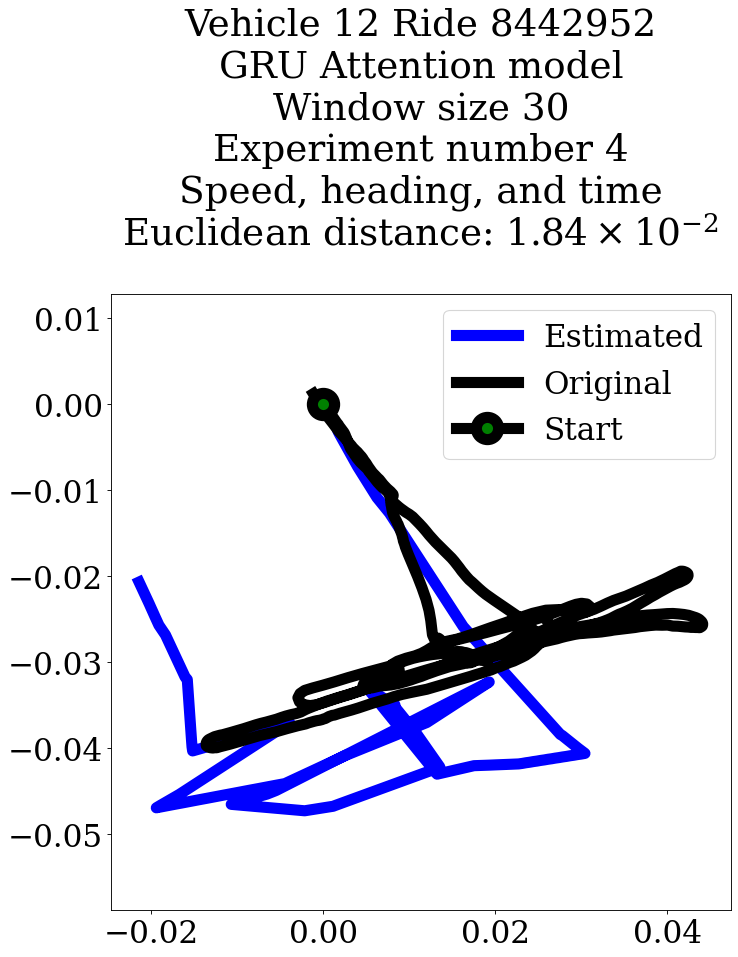 Vehicle 12 Ride 8442952
GRU Attention model
Window size 30
Experiment number 4
Speed, heading, and time
Euclidean distance: 1.84 × 10⁻²
Estimated
Original
Start
0.01
0.00
−0.01
−0.02
−0.03
−0.04
−0.05
−0.02 0.00 0.02 0.04